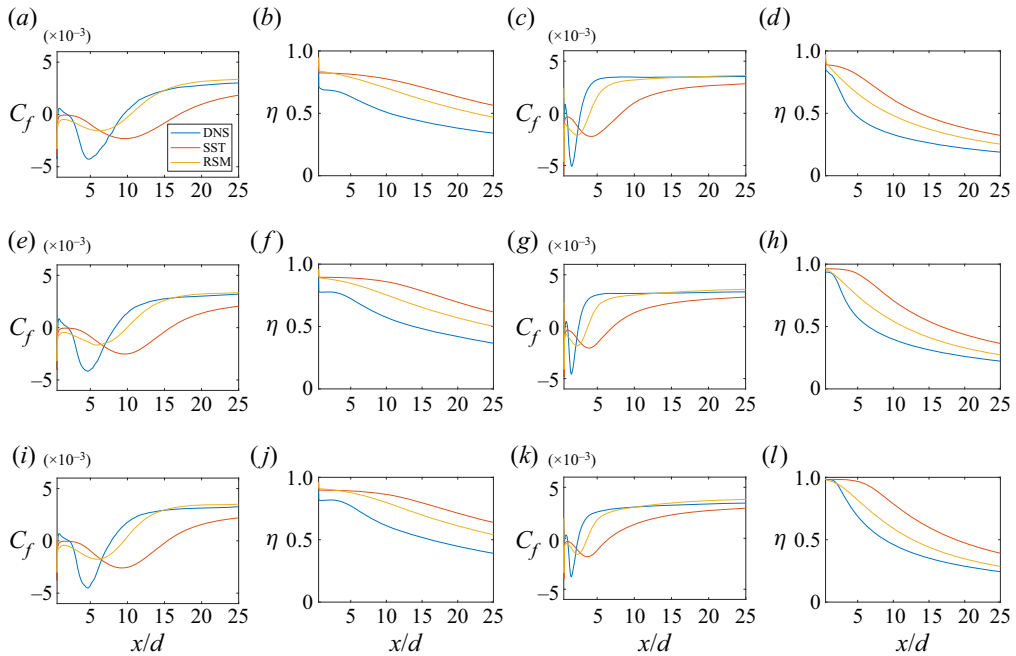 (a) (×10⁻³) (b) (c) (×10⁻³) (d)
5 1.0 5 1.0
C_f 0 η 0.5 C_f 0 η 0.5
DNS
SST
RSM
−5 0 −5 0
5 10 15 20 25 5 10 15 20 25 5 10 15 20 25 5 10 15 20 25
(e) (×10⁻³) (f) (g) (×10⁻³) (h)
5 1.0 5 1.0
C_f 0 η 0.5 C_f 0 η 0.5
−5 0 −5 0
5 10 15 20 25 5 10 15 20 25 5 10 15 20 25 5 10 15 20 25
(i) (×10⁻³) (j) (k) (×10⁻³) (l)
5 1.0 5 1.0
C_f 0 η 0.5 C_f 0 η 0.5
−5 0 −5 0
5 10 15 20 25 5 10 15 20 25 5 10 15 20 25 5 10 15 20 25
x/d x/d x/d x/d